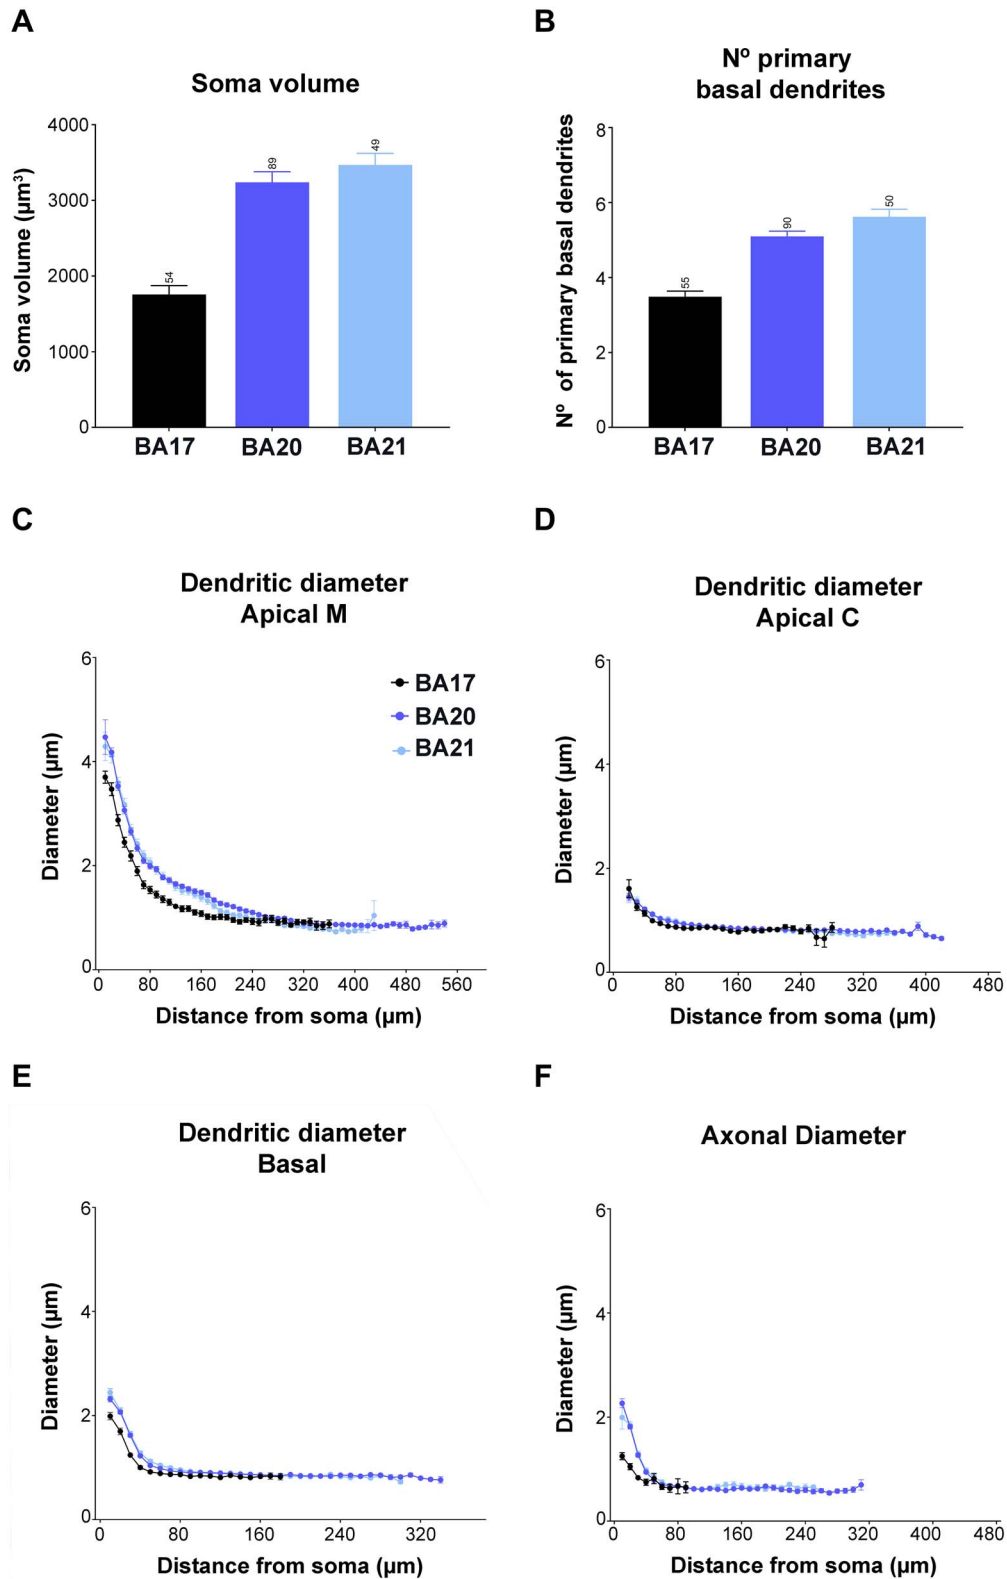 A
Soma volume
Soma volume (µm³)
4000
3000
2000
1000
0
54
89
49
BA17
BA20
BA21
B
Nº primary
basal dendrites
Nº of primary basal dendrites
8
6
4
2
0
55
90
50
BA17
BA20
BA21
C
Dendritic diameter
Apical M
BA17
BA20
BA21
Diameter (µm)
6
4
2
0
0 80 160 240 320 400 480 560
Distance from soma (µm)
D
Dendritic diameter
Apical C
Diameter (µm)
6
4
2
0
0 80 160 240 320 400 480
Distance from soma (µm)
E
Dendritic diameter
Basal
Diameter (µm)
6
4
2
0
0 80 160 240 320
Distance from soma (µm)
F
Axonal Diameter
Diameter (µm)
6
4
2
0
0 80 160 240 320 400 480
Distance from soma (µm)